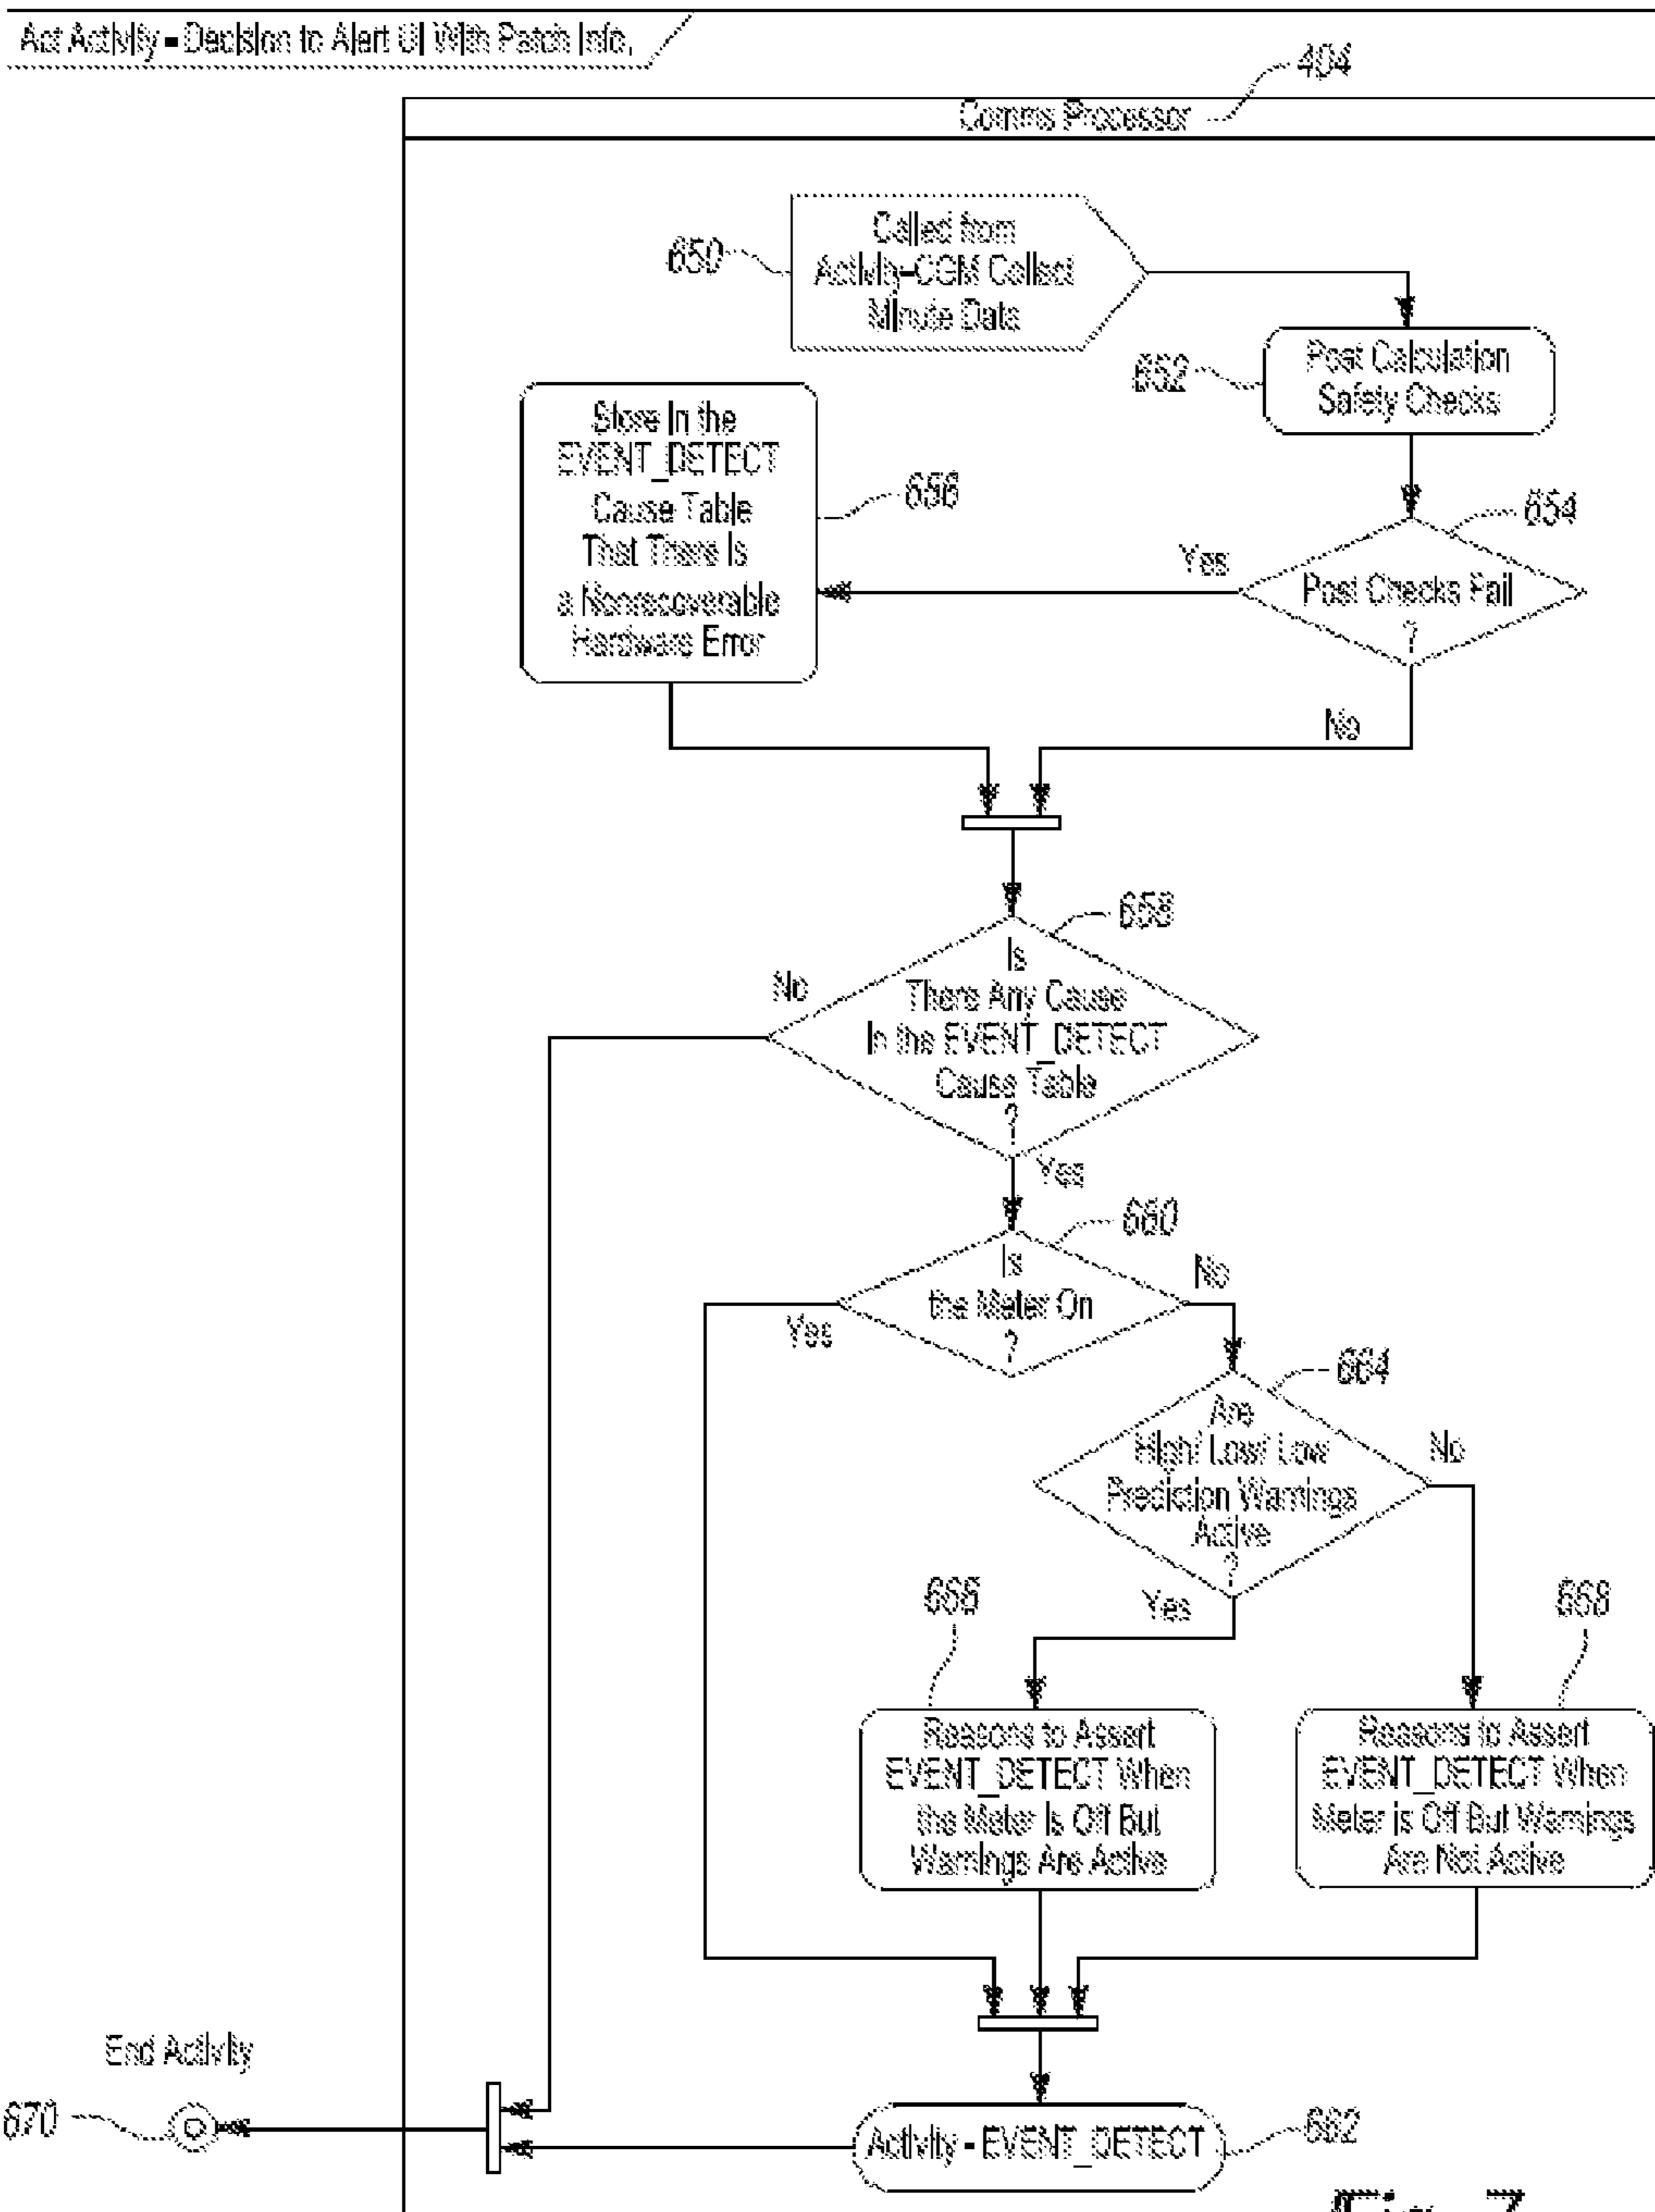 Act Activity - Decision to Alert UI With Patch Info.
404
Comms Processor
650
Called from
Activity-CGM Collect
Minute Data
652
Post Calculation
Safety Checks
Store In the
EVENT_DETECT
Cause Table
That There Is
a Nonrecoverable
Hardware Error
656
654
Yes
Post Checks Fail
?
No
658
No
Is
There Any Cause
In the EVENT_DETECT
Cause Table
?
Yes
660
Is
the Meter On
?
No
Yes
664
Are
High/ Low/ Low
Prediction Warnings
Active
?
No
Yes
666
668
Reasons to Assert
EVENT_DETECT When
the Meter Is Off But
Warnings Are Active
Reasons to Assert
EVENT_DETECT When
Meter is Off But Warnings
Are Not Active
End Activity
670
Activity - EVENT_DETECT
662
Fig. 7